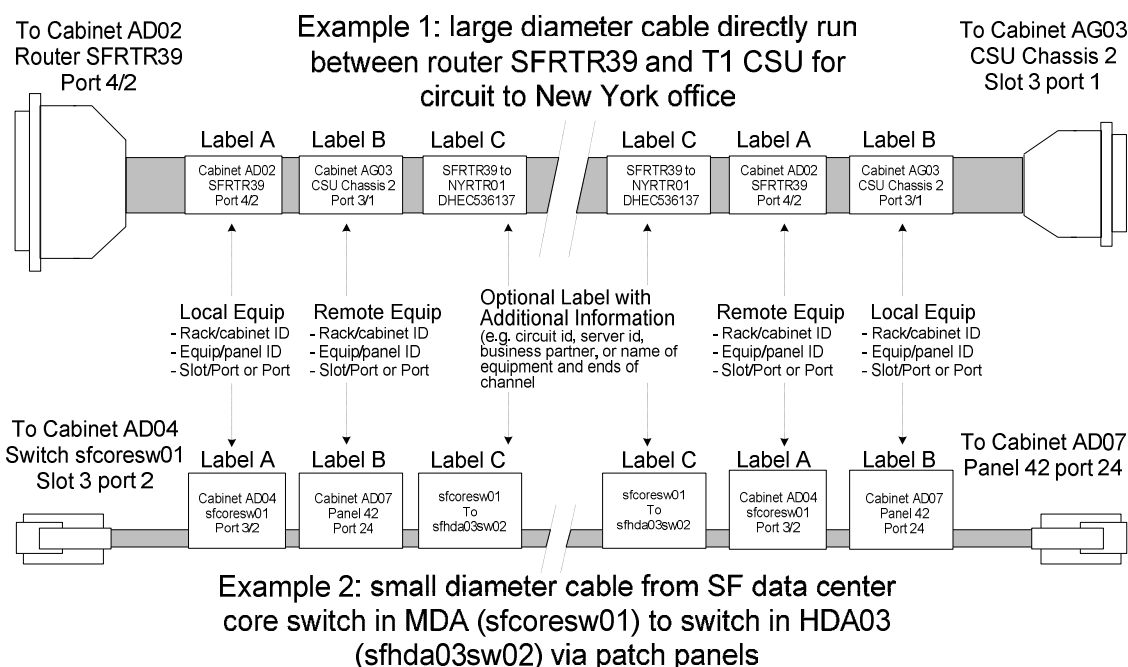 To Cabinet AD02
Router SFRTR39
Port 4/2
Example 1: large diameter cable directly run
between router SFRTR39 and T1 CSU for
circuit to New York office
To Cabinet AG03
CSU Chassis 2
Slot 3 port 1
Label A
Label B
Label C
Label C
Label A
Label B
Cabinet AD02
SFRTR39
Port 4/2
Cabinet AG03
CSU Chassis 2
Port 3/1
SFRTR39 to
NYRTR01
DHEC536137
SFRTR39 to
NYRTR01
DHEC536137
Cabinet AD02
SFRTR39
Port 4/2
Cabinet AG03
CSU Chassis 2
Port 3/1
Local Equip
- Rack/cabinet ID
- Equip/panel ID
- Slot/Port or Port
Remote Equip
- Rack/cabinet ID
- Equip/panel ID
- Slot/Port or Port
Optional Label with
Additional Information
(e.g. circuit id, server id,
business partner, or name of
equipment and ends of
channel
Remote Equip
- Rack/cabinet ID
- Equip/panel ID
- Slot/Port or Port
Local Equip
- Rack/cabinet ID
- Equip/panel ID
- Slot/Port or Port
To Cabinet AD04
Switch sfcoresw01
Slot 3 port 2
Label A
Label B
Label C
Label C
Label A
Label B
To Cabinet AD07
Panel 42 port 24
Cabinet AD04
sfcoresw01
Port 3/2
Cabinet AD07
Panel 42
Port 24
sfcoresw01
To
sfhda03sw02
sfcoresw01
To
sfhda03sw02
Cabinet AD04
sfcoresw01
Port 3/2
Cabinet AD07
Panel 42
Port 24
Example 2: small diameter cable from SF data center
core switch in MDA (sfcoresw01) to switch in HDA03
(sfhda03sw02) via patch panels